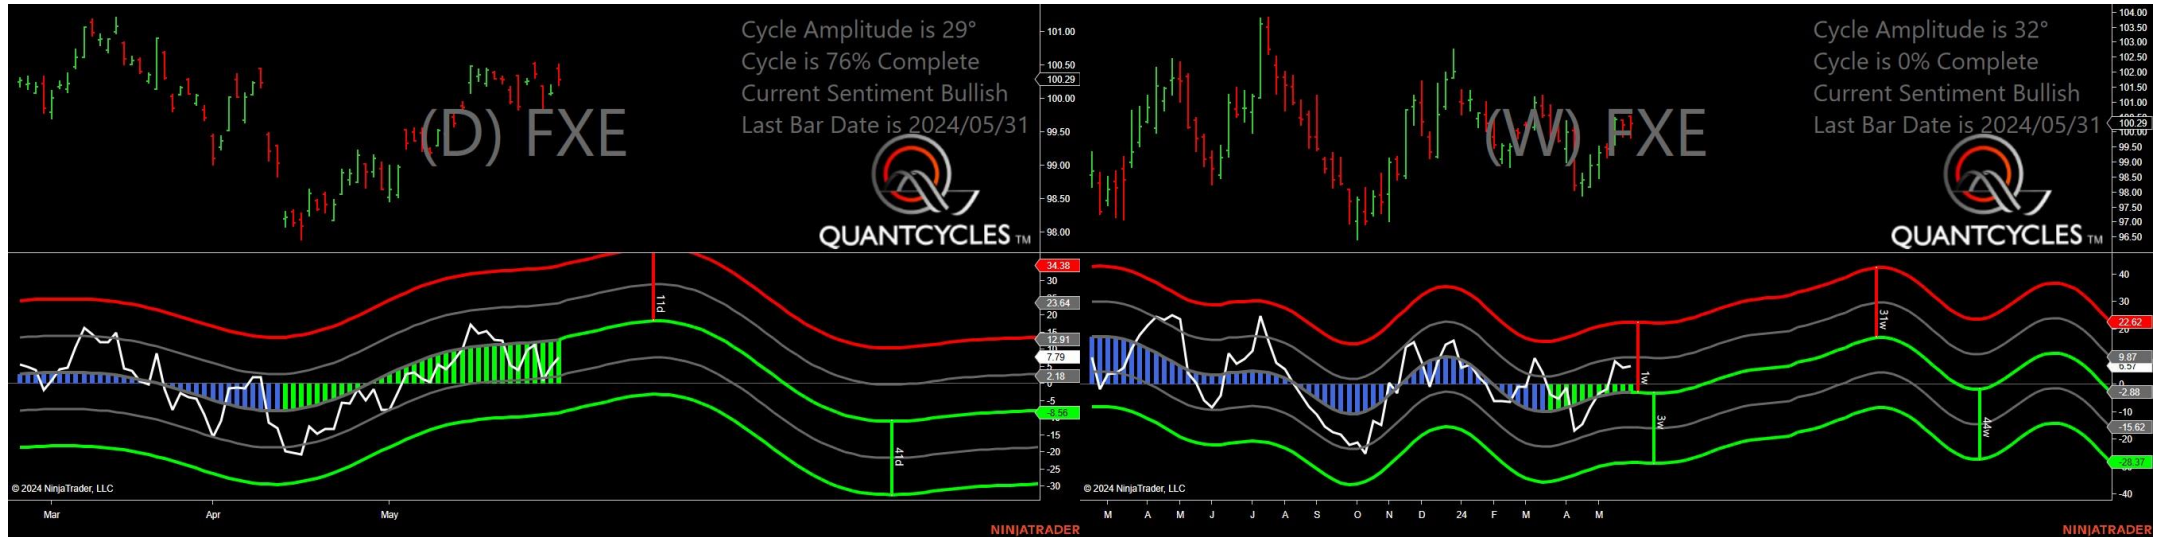 Cycle Amplitude is 29°
Cycle is 76% Complete
Current Sentiment Bullish
Last Bar Date is 2024/05/31
(D) FXE
QUANTCYCLES TM
101.00
100.50
100.29
100.00
99.50
99.00
98.50
98.00
34.38
30
23.64
20
15
12.91
7.79
2.18
-5
-8.56
-15
-20
-25
-30
11d
41d
© 2024 NinjaTrader, LLC
Mar Apr May
NINJATRADER
Cycle Amplitude is 32°
Cycle is 0% Complete
Current Sentiment Bullish
Last Bar Date is 2024/05/31
(W) FXE
QUANTCYCLES TM
104.00
103.50
103.00
102.50
102.00
101.50
101.00
100.29
100.00
99.50
99.00
98.50
98.00
97.50
97.00
96.50
40
30
22.62
20
9.87
6.57
-2.88
-10
-15.62
-20
-28.37
-40
1w
3w
31w
44w
© 2024 NinjaTrader, LLC
M A M J J A S O N D 24 F M A M
NINJATRADER